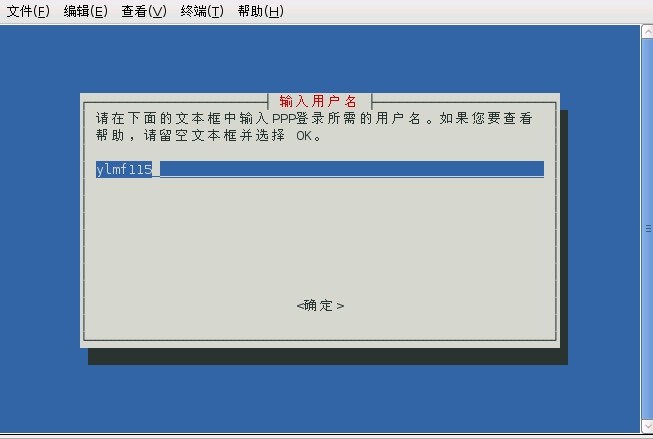 文件(F) 编辑(E) 查看(V) 终端(T) 帮助(H)
输入用户名
请在下面的文本框中输入PPP登录所需的用户名。如果您要查看
帮助，请留空文本框并选择 OK。
ylmf115
<确定>